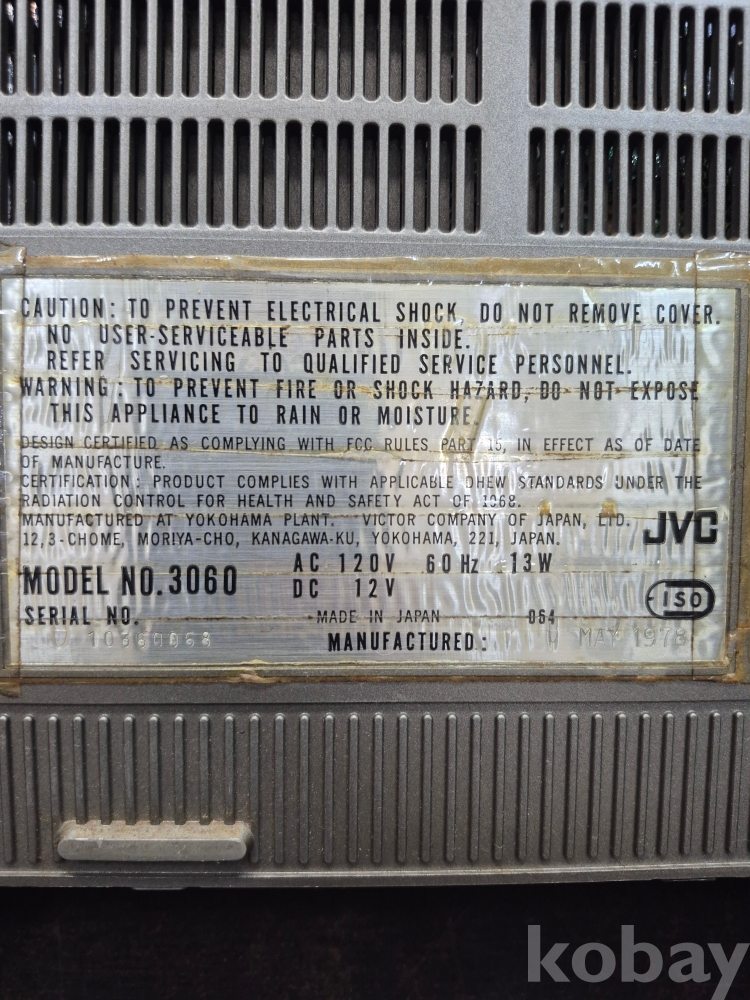 CAUTION: TO PREVENT ELECTRICAL SHOCK, DO NOT REMOVE COVER.
NO USER-SERVICEABLE PARTS INSIDE.
REFER SERVICING TO QUALIFIED SERVICE PERSONNEL.
WARNING: TO PREVENT FIRE OR SHOCK HAZARD, DO NOT EXPOSE
THIS APPLIANCE TO RAIN OR MOISTURE.
DESIGN CERTIFIED AS COMPLYING WITH FCC RULES PART 15, IN EFFECT AS OF DATE
OF MANUFACTURE.
CERTIFICATION: PRODUCT COMPLIES WITH APPLICABLE DHEW STANDARDS UNDER THE
RADIATION CONTROL FOR HEALTH AND SAFETY ACT OF 1968.
MANUFACTURED AT YOKOHAMA PLANT. VICTOR COMPANY OF JAPAN, LTD.
12, 3-CHOME, MORIYA-CHO, KANAGAWA-KU, YOKOHAMA, 221, JAPAN.
JVC
MODEL NO. 3060 AC 120V 60 Hz 13W
DC 12V
ISO
SERIAL NO. MADE IN JAPAN 064
MANUFACTURED: MAY 1978
kobay